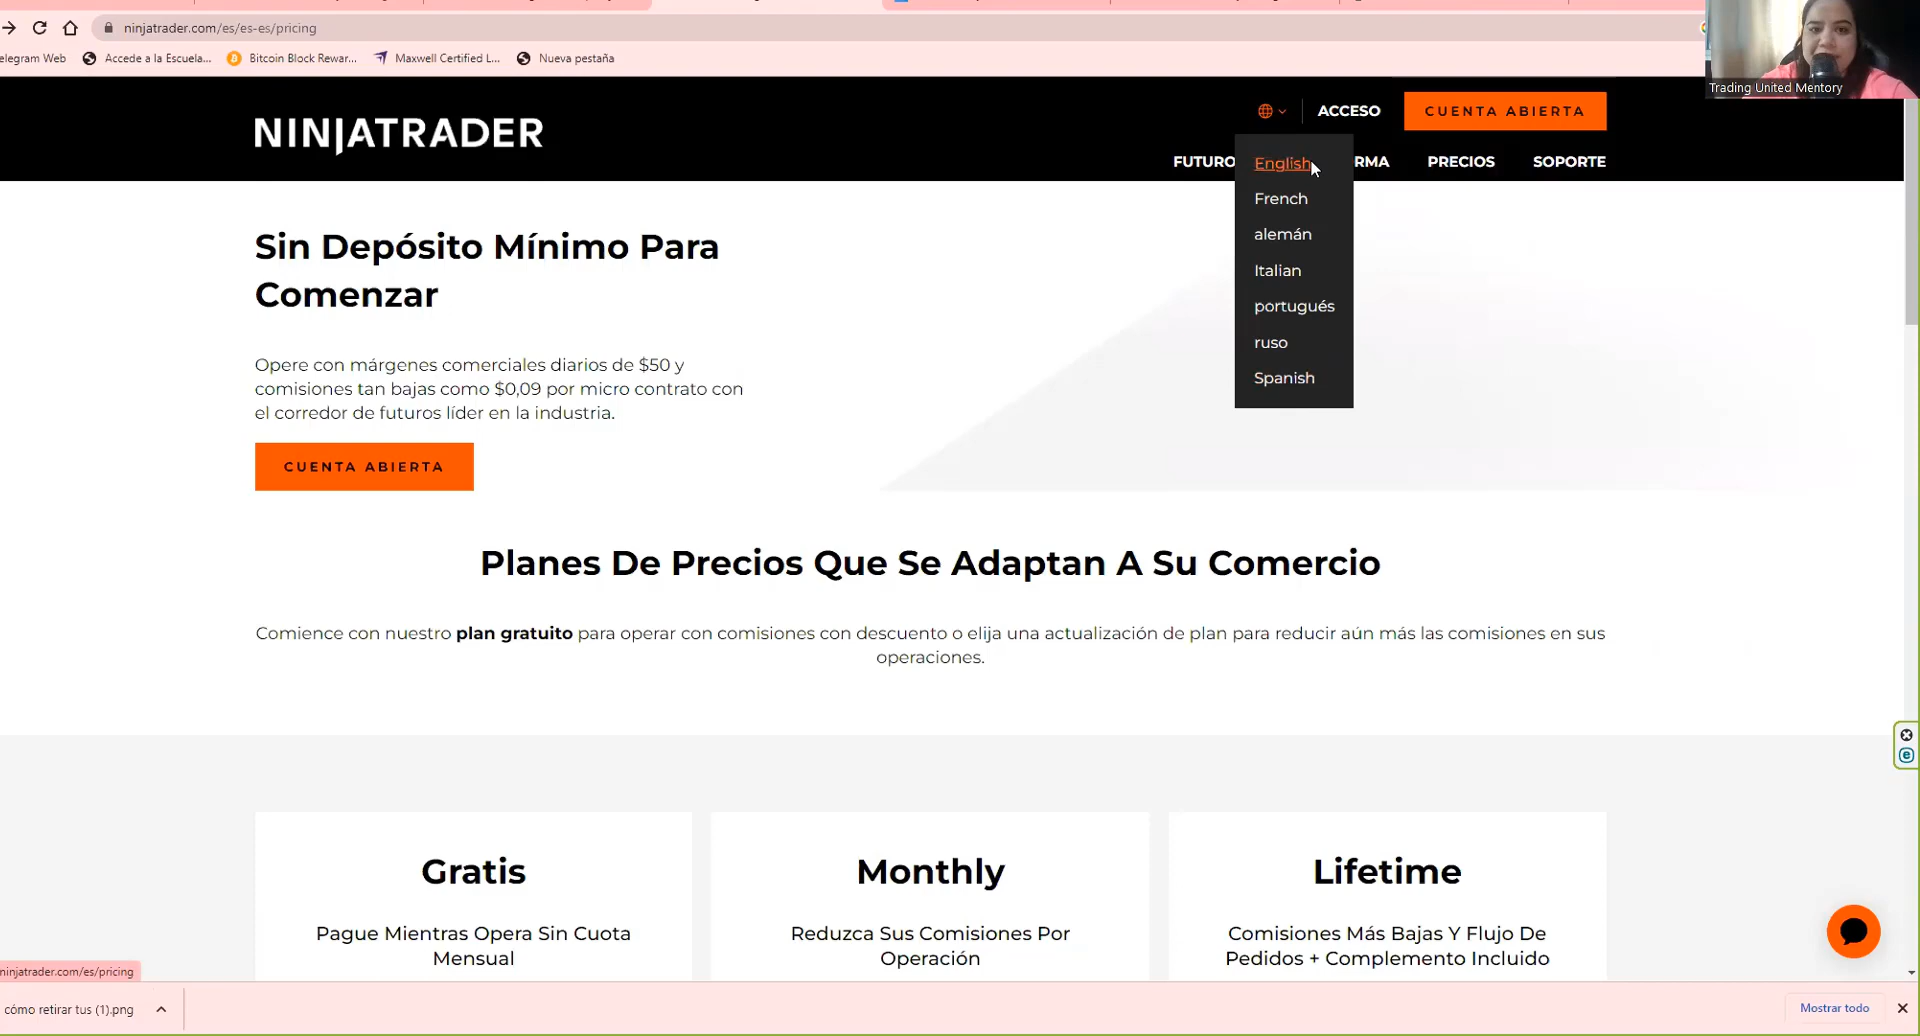 ninjatrader.com/es/es-es/pricing
elegram Web
Accede a la Escuela...
Bitcoin Block Rewar...
Maxwell Certified L...
Nueva pestaña
Trading United Mentory
NINJATRADER
ACCESO
CUENTA ABIERTA
FUTURO
RMA
PRECIOS
SOPORTE
English
French
alemán
Italian
portugués
ruso
Spanish
Sin Depósito Mínimo Para
Comenzar
Opere con márgenes comerciales diarios de $50 y
comisiones tan bajas como $0,09 por micro contrato con
el corredor de futuros líder en la industria.
CUENTA ABIERTA
Planes De Precios Que Se Adaptan A Su Comercio
Comience con nuestro plan gratuito para operar con comisiones con descuento o elija una actualización de plan para reducir aún más las comisiones en sus
operaciones.
Gratis
Pague Mientras Opera Sin Cuota
Mensual
Monthly
Reduzca Sus Comisiones Por
Operación
Lifetime
Comisiones Más Bajas Y Flujo De
Pedidos + Complemento Incluido
ninjatrader.com/es/pricing
cómo retirar tus (1).png
Mostrar todo